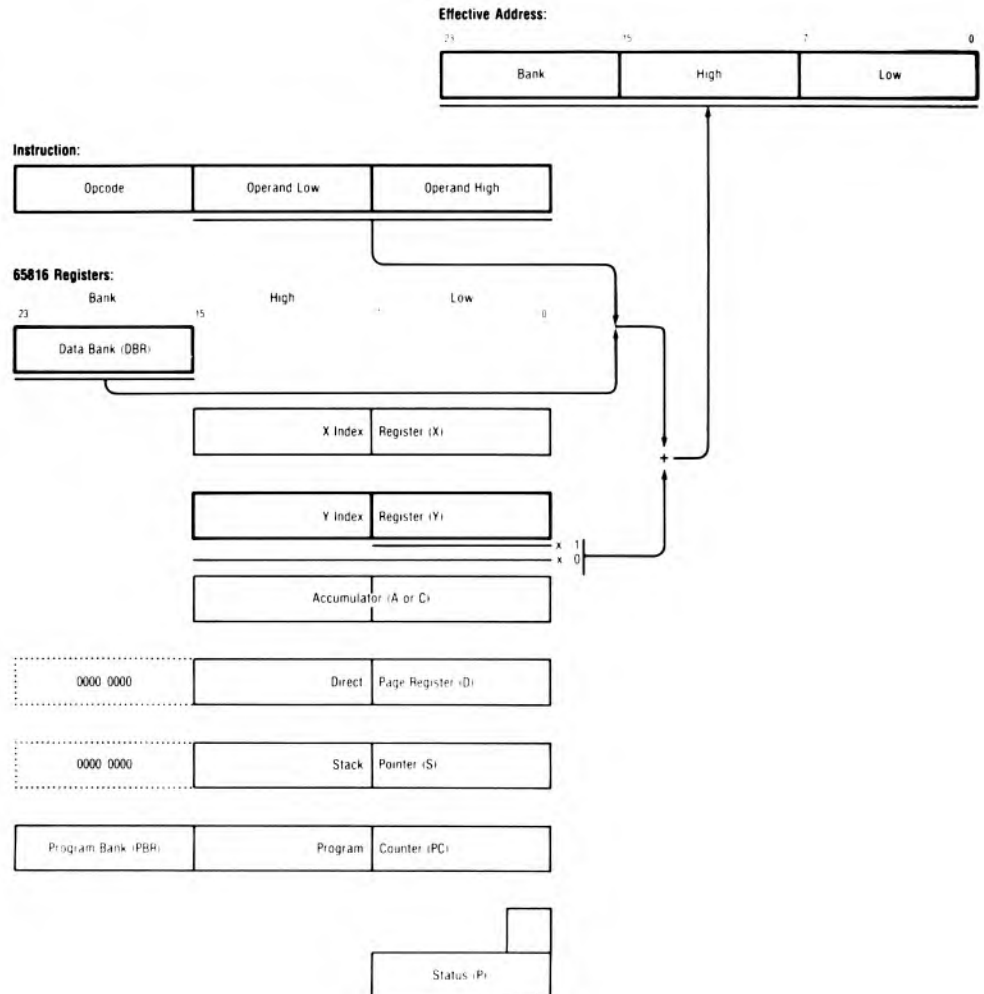 Effective Address:
23 15 7 0
Bank High Low
Instruction:
Opcode Operand Low Operand High
65816 Registers:
Bank High Low
23 15 0
Data Bank (DBR)
X Index Register (X)
+
Y Index Register (Y)
x 1
x 0
Accumulator (A or C)
0000 0000 Direct Page Register (D)
0000 0000 Stack Pointer (S)
Program Bank (PBR) Program Counter (PC)
Status (P)